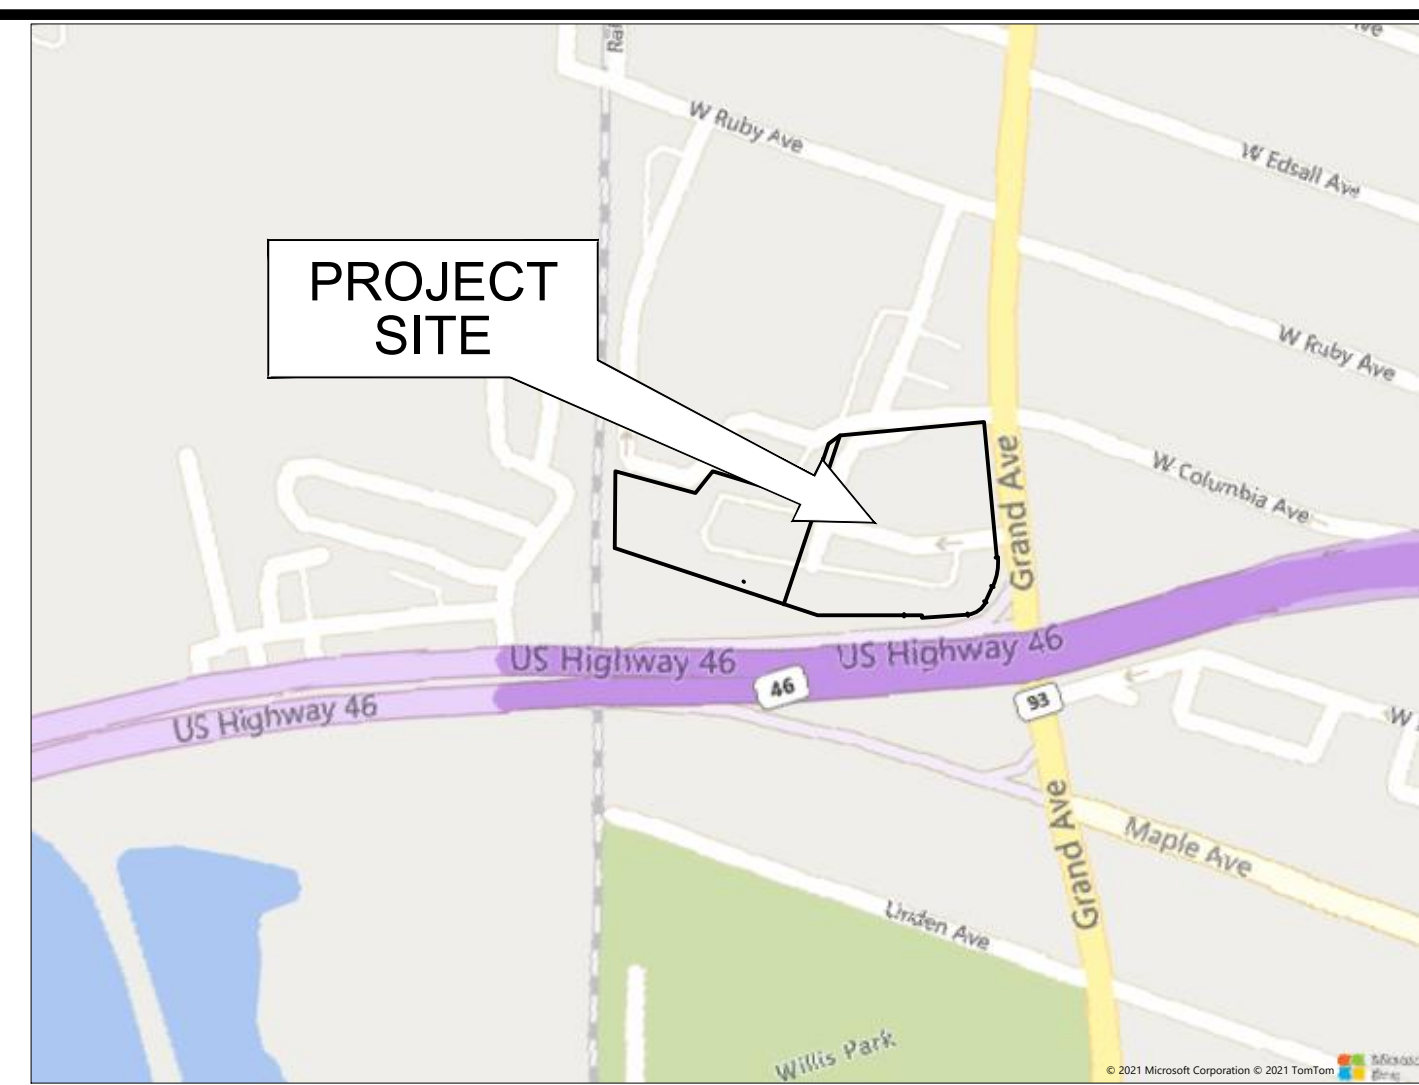 W Ruby Ave
W Edsall Ave
PROJECT
SITE
W Ruby Ave
W Columbia Ave
Grand Ave
US Highway 46
US Highway 46
46
93
US Highway 46
Grand Ave
Maple Ave
Linden Ave
Willis Park
© 2021 Microsoft Corporation © 2021 TomTom